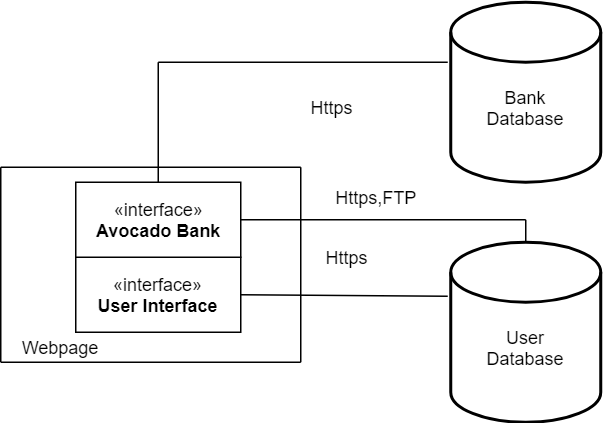 Bank
Database
Https
Https,FTP
«interface»
Avocado Bank
Https
«interface»
User Interface
User
Database
Webpage